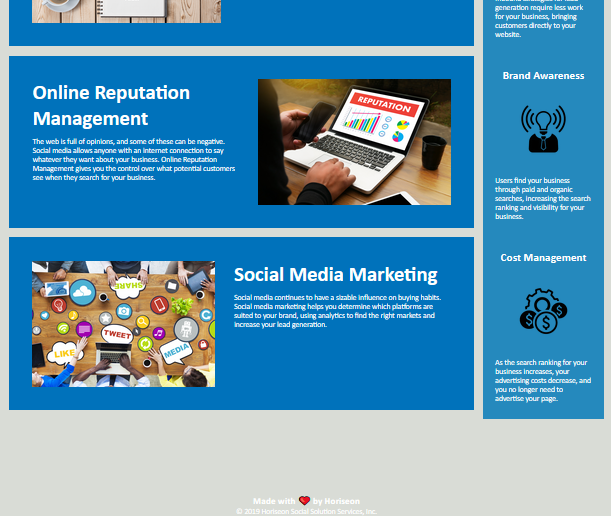 Online Reputation
Management
The web is full of opinions, and some of these can be negative.
Social media allows anyone with an internet connection to say
whatever they want about your business. Online Reputation
Management gives you the control over what potential customers
see when they search for your business.
REPUTATION
SHARE
TWEET
LIKE
MEDIA
Social Media Marketing
Social media continues to have a sizable influence on buying habits.
Social media marketing helps you determine which platforms are
suited to your brand, using analytics to find the right markets and
increase your lead generation.
generation require less work
for your business, bringing
customers directly to your
website.
Brand Awareness
Users find your business
through paid and organic
searches, increasing the search
ranking and visibility for your
business.
Cost Management
$ $ $
As the search ranking for your
business increases, your
advertising costs decrease, and
you no longer need to
advertise your page.
Made with ❤️ by Horiseon
© 2019 Horiseon Social Solution Services, Inc.